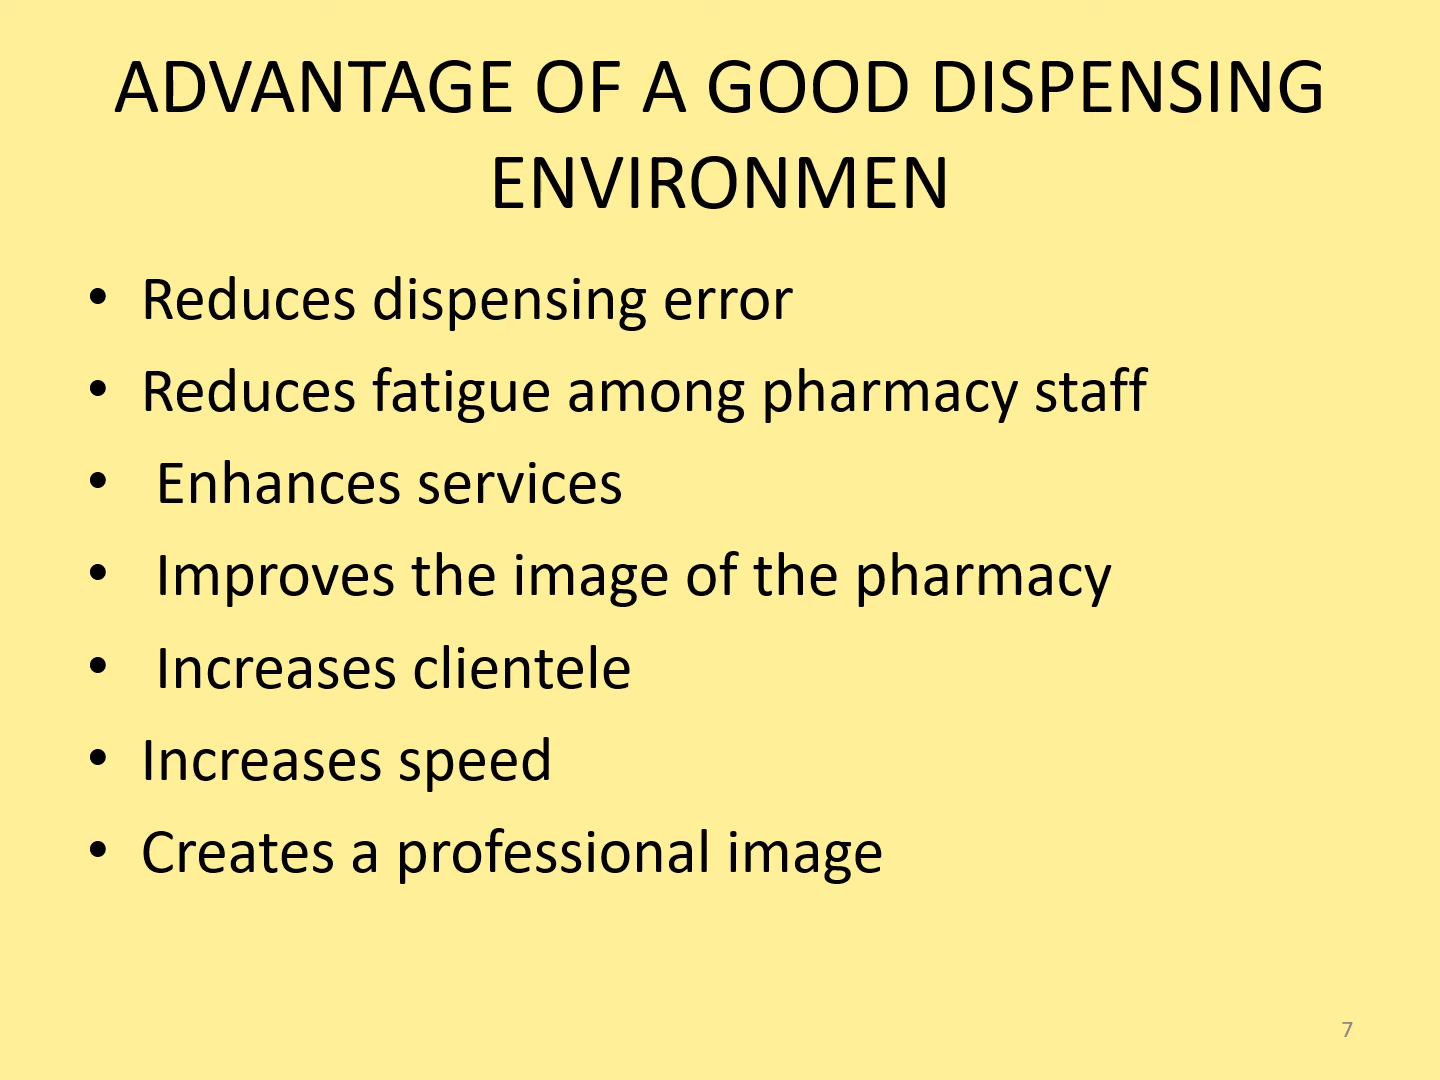 ADVANTAGE OF A GOOD DISPENSING
ENVIRONMEN
• Reduces dispensing error
• Reduces fatigue among pharmacy staff
• Enhances services
• Improves the image of the pharmacy
• Increases clientele
• Increases speed
• Creates a professional image
7